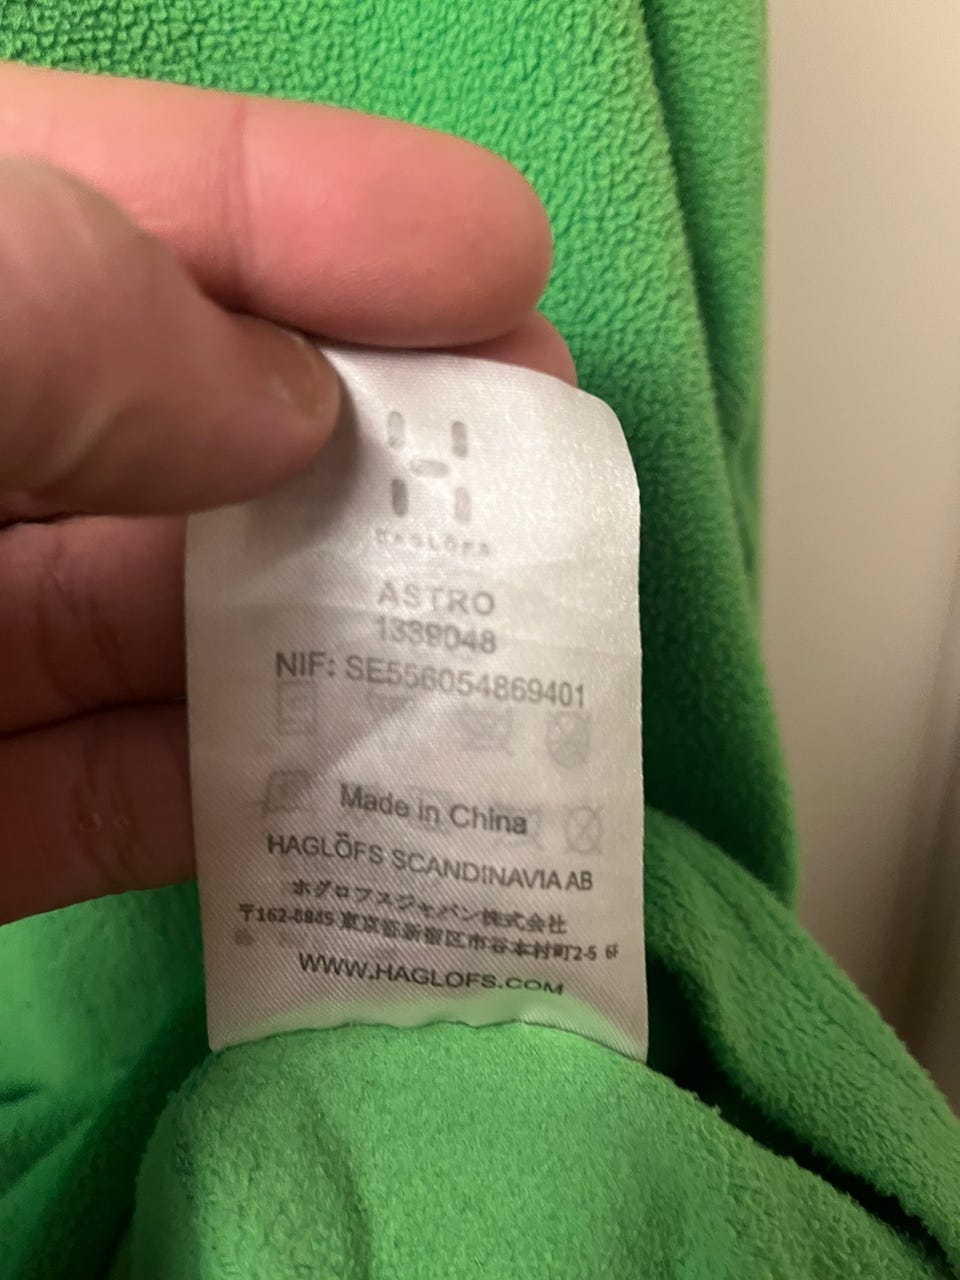 HAGLÖFS
ASTRO
1339048
NIF: SE556054869401
Made in China
HAGLÖFS SCANDINAVIA AB
ホグロフスジャパン株式会社
〒162-8845 東京都新宿区市谷本村町2-5 6F
WWW.HAGLOFS.COM